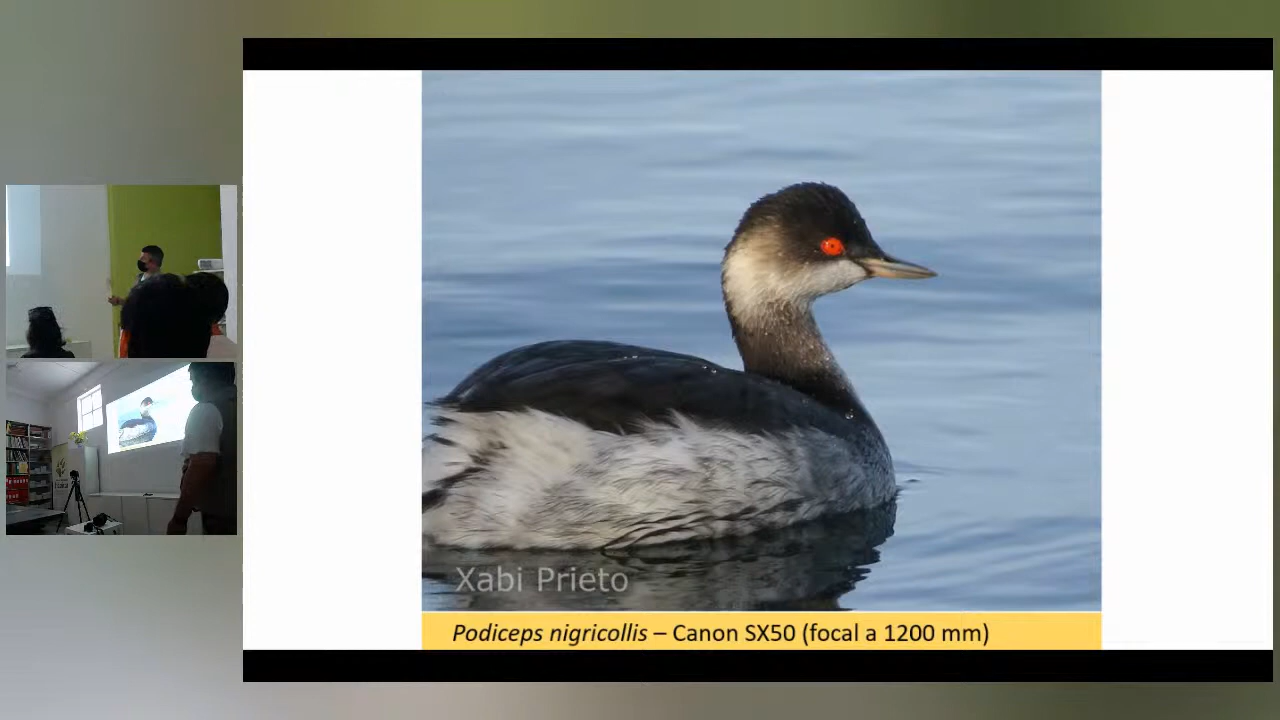 Xabi Prieto
Podiceps nigricollis – Canon SX50 (focal a 1200 mm)